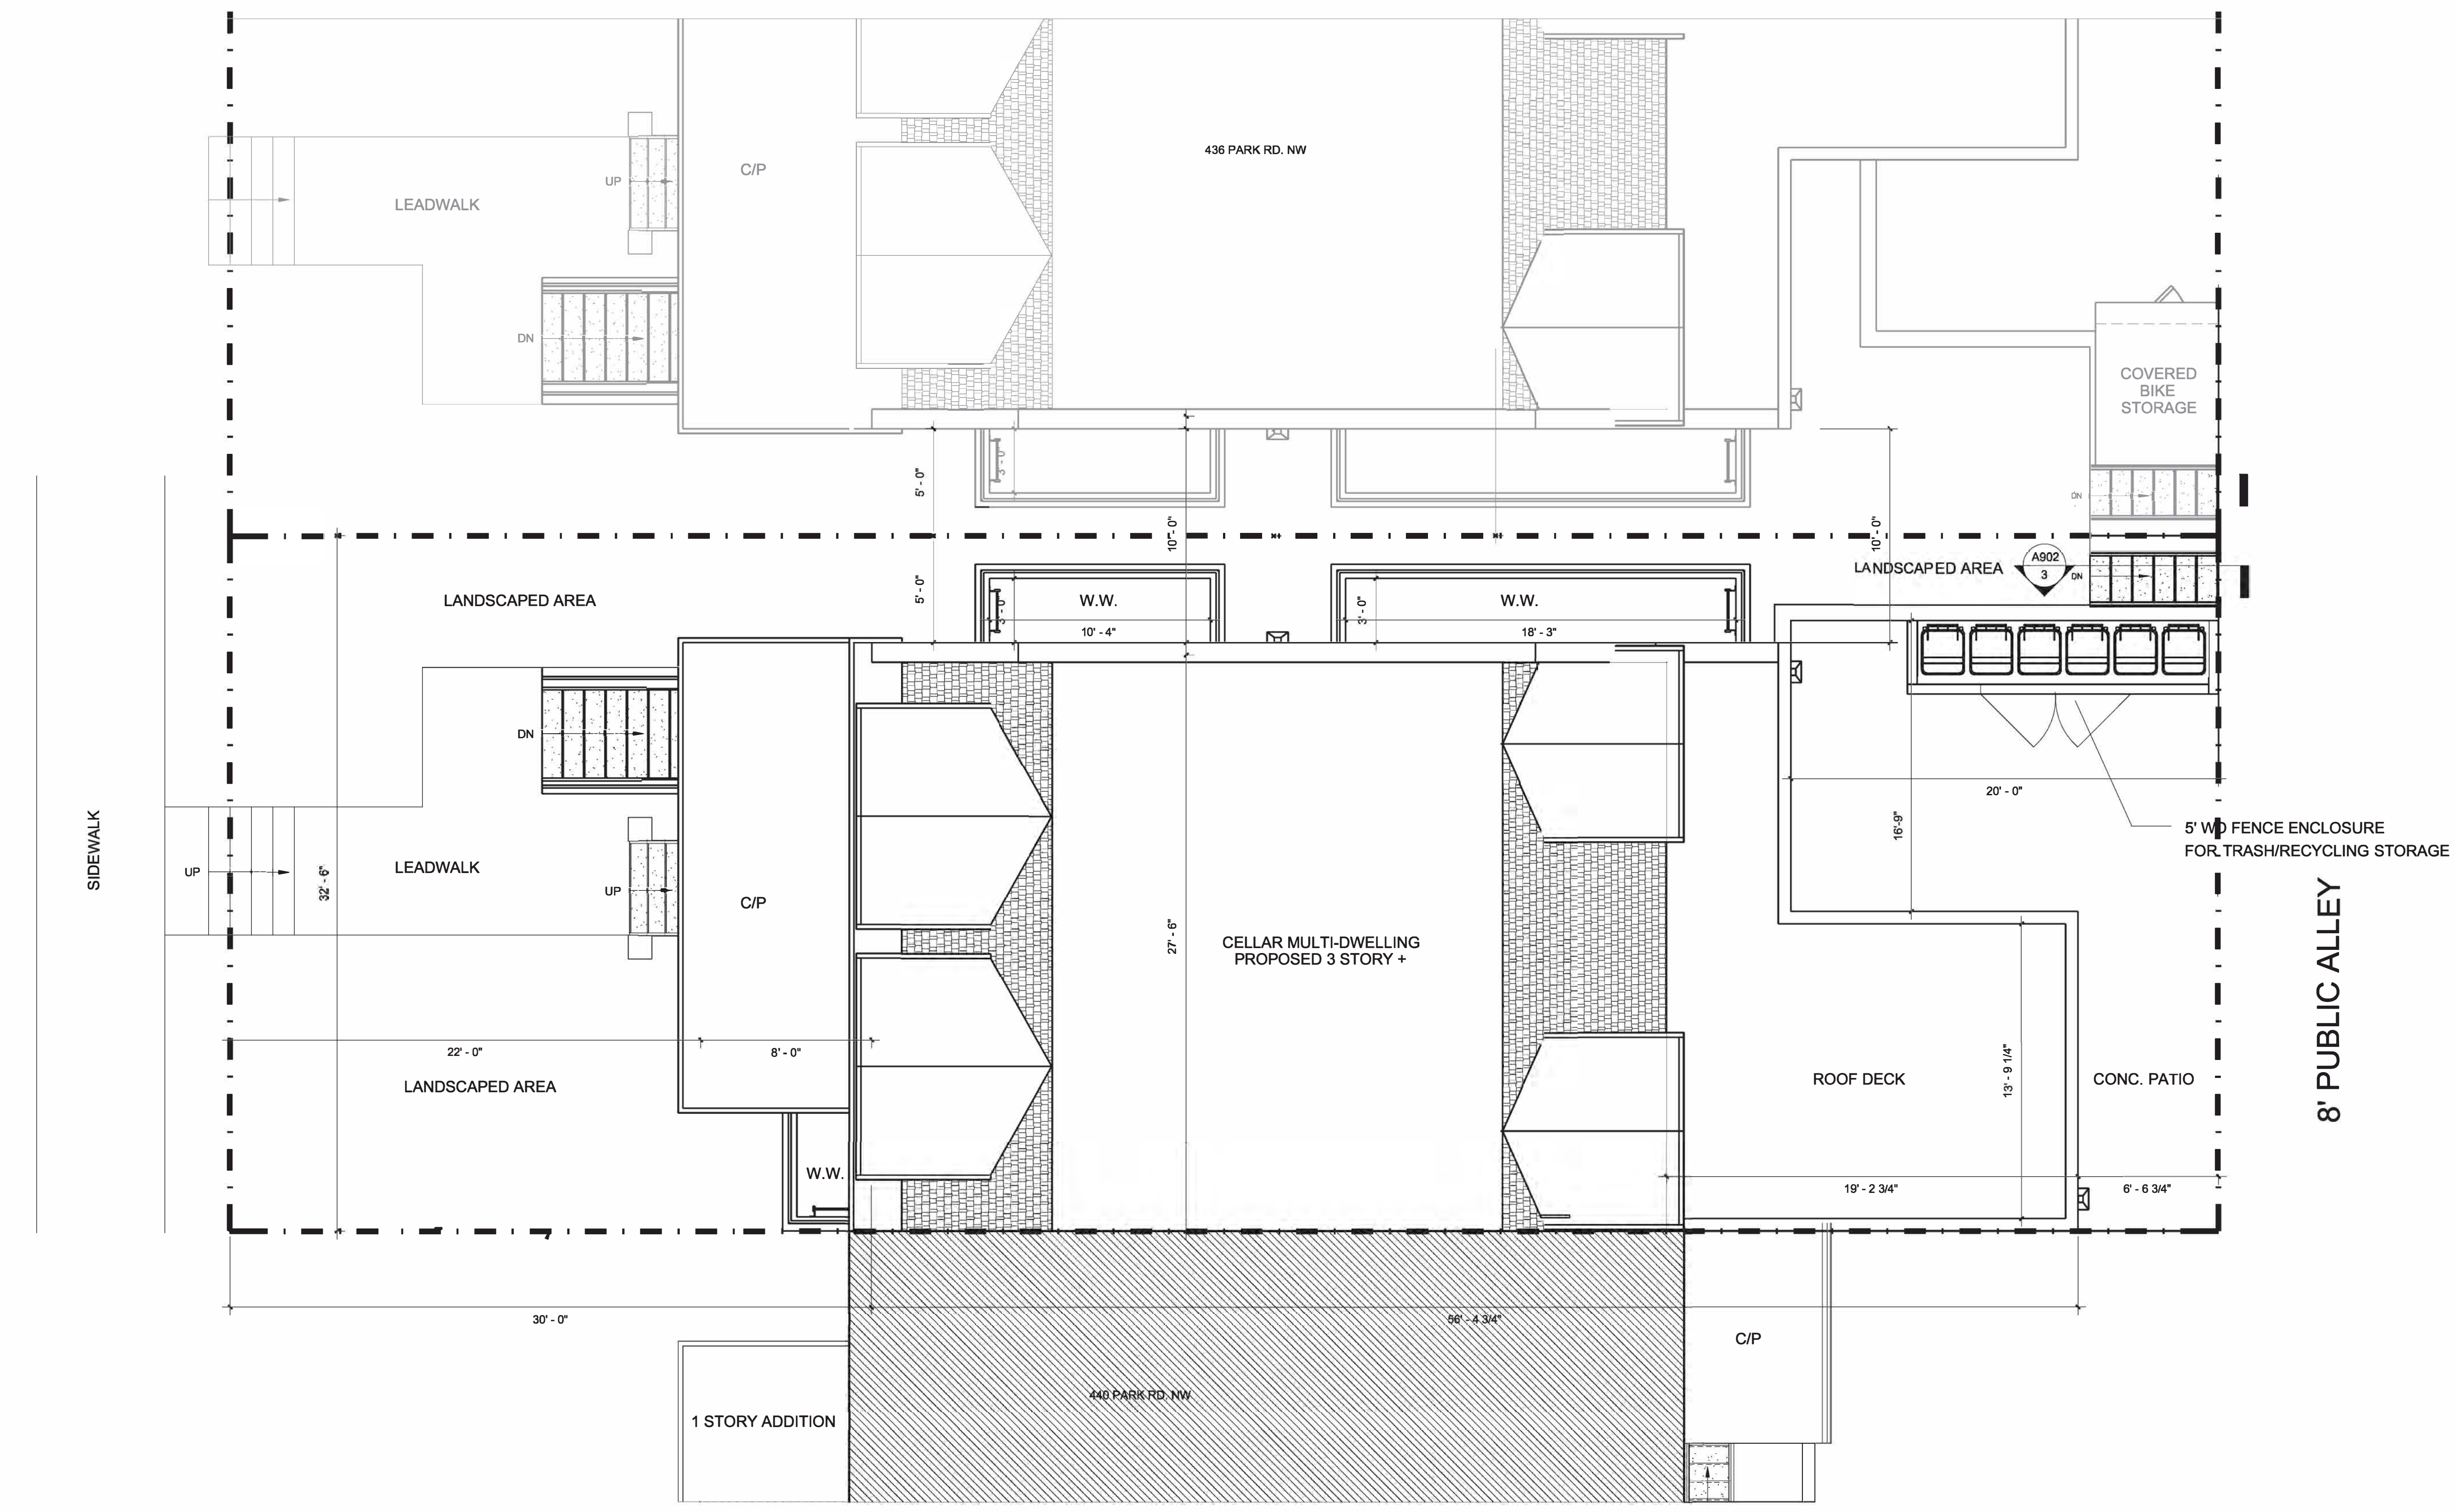 436 PARK RD. NW
C/P
UP
LEADWALK
DN
COVERED
BIKE
STORAGE
DN
5' - 0"
3' - 0"
10' - 0"
10' - 0"
LANDSCAPED AREA
A902
3
DN
LANDSCAPED AREA
5' - 0"
3' - 0"
W.W.
10' - 4"
3' - 0"
W.W.
18' - 3"
DN
20' - 0"
16'-9"
5' WD FENCE ENCLOSURE
FOR TRASH/RECYCLING STORAGE
SIDEWALK
UP
32' - 6"
LEADWALK
UP
C/P
27' - 6"
CELLAR MULTI-DWELLING
PROPOSED 3 STORY +
8' PUBLIC ALLEY
22' - 0"
8' - 0"
LANDSCAPED AREA
ROOF DECK
13' - 9 1/4"
CONC. PATIO
W.W.
19' - 2 3/4"
6' - 6 3/4"
30' - 0"
56' - 4 3/4"
C/P
440 PARK RD. NW
1 STORY ADDITION